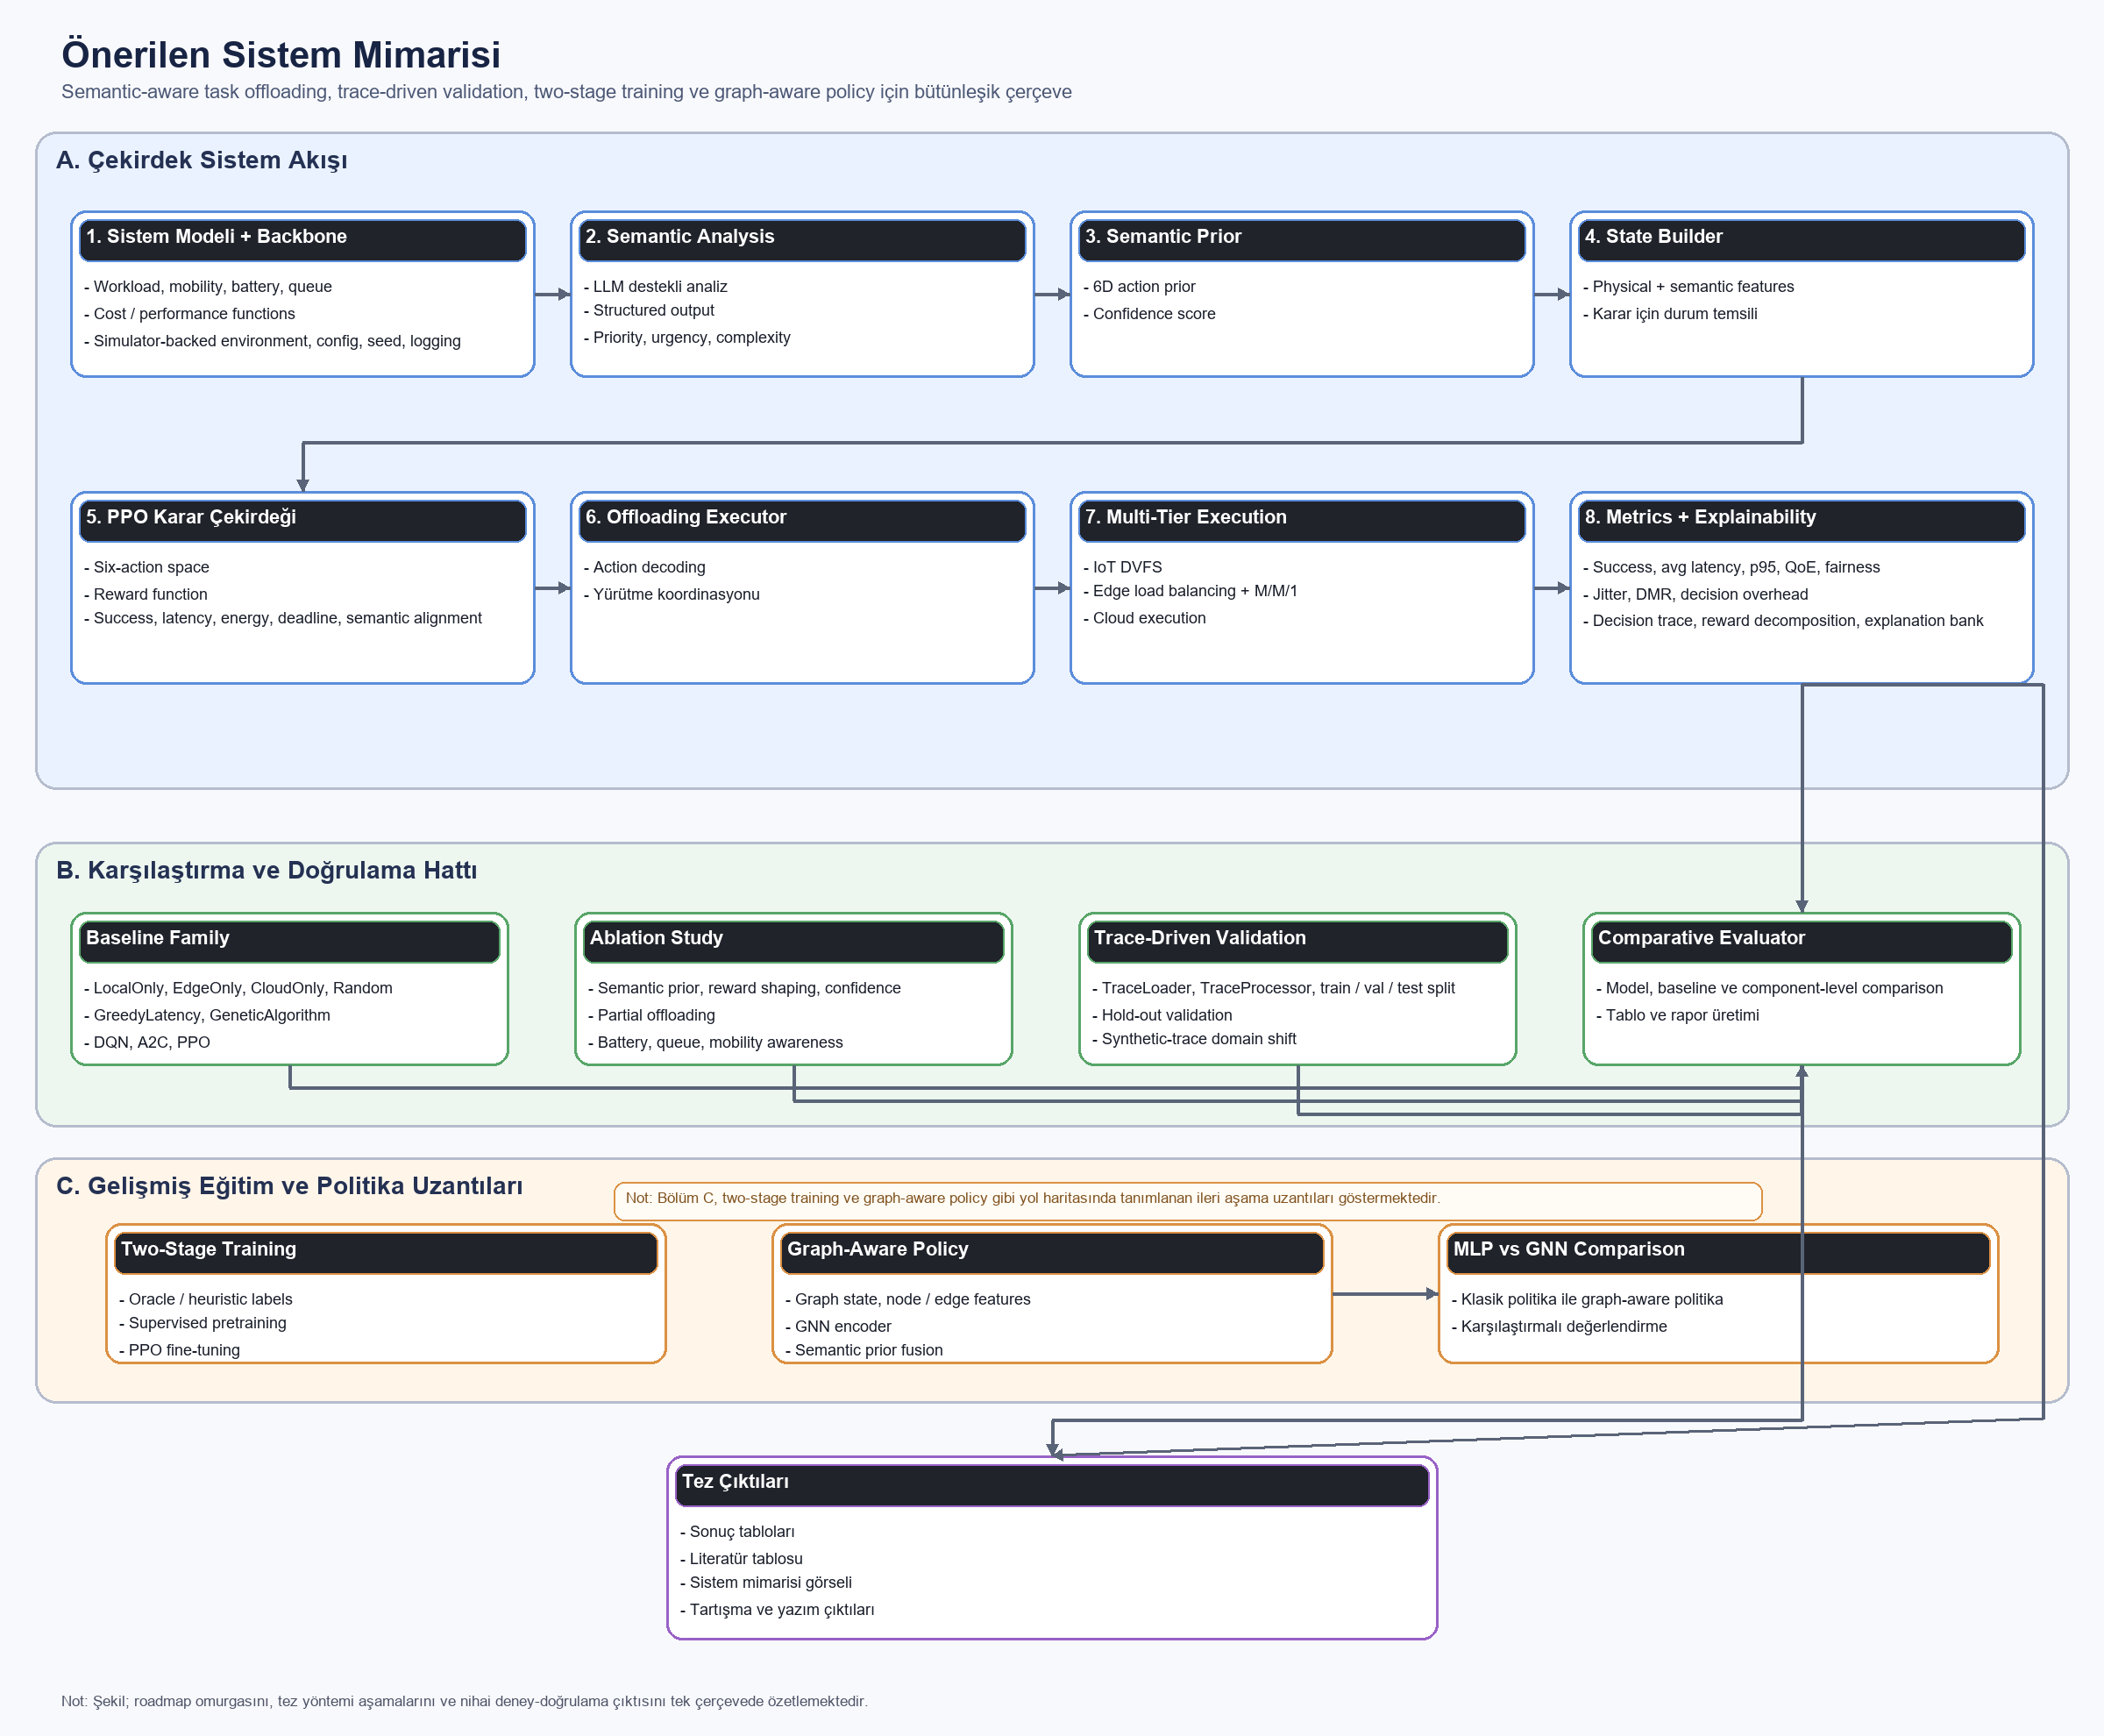 Önerilen Sistem Mimarisi
Semantic-aware task offloading, trace-driven validation, two-stage training ve graph-aware policy için bütünleşik çerçeve
A. Çekirdek Sistem Akışı
1. Sistem Modeli + Backbone
- Workload, mobility, battery, queue
- Cost / performance functions
- Simulator-backed environment, config, seed, logging
2. Semantic Analysis
- LLM destekli analiz
- Structured output
- Priority, urgency, complexity
3. Semantic Prior
- 6D action prior
- Confidence score
4. State Builder
- Physical + semantic features
- Karar için durum temsili
5. PPO Karar Çekirdeği
- Six-action space
- Reward function
- Success, latency, energy, deadline, semantic alignment
6. Offloading Executor
- Action decoding
- Yürütme koordinasyonu
7. Multi-Tier Execution
- IoT DVFS
- Edge load balancing + M/M/1
- Cloud execution
8. Metrics + Explainability
- Success, avg latency, p95, QoE, fairness
- Jitter, DMR, decision overhead
- Decision trace, reward decomposition, explanation bank
B. Karşılaştırma ve Doğrulama Hattı
Baseline Family
- LocalOnly, EdgeOnly, CloudOnly, Random
- GreedyLatency, GeneticAlgorithm
- DQN, A2C, PPO
Ablation Study
- Semantic prior, reward shaping, confidence
- Partial offloading
- Battery, queue, mobility awareness
Trace-Driven Validation
- TraceLoader, TraceProcessor, train / val / test split
- Hold-out validation
- Synthetic-trace domain shift
Comparative Evaluator
- Model, baseline ve component-level comparison
- Tablo ve rapor üretimi
C. Gelişmiş Eğitim ve Politika Uzantıları
Not: Bölüm C, two-stage training ve graph-aware policy gibi yol haritasında tanımlanan ileri aşama uzantıları göstermektedir.
Two-Stage Training
- Oracle / heuristic labels
- Supervised pretraining
- PPO fine-tuning
Graph-Aware Policy
- Graph state, node / edge features
- GNN encoder
- Semantic prior fusion
MLP vs GNN Comparison
- Klasik politika ile graph-aware politika
- Karşılaştırmalı değerlendirme
Tez Çıktıları
- Sonuç tabloları
- Literatür tablosu
- Sistem mimarisi görseli
- Tartışma ve yazım çıktıları
Not: Şekil; roadmap omurgasını, tez yöntemi aşamalarını ve nihai deney-doğrulama çıktısını tek çerçevede özetlemektedir.